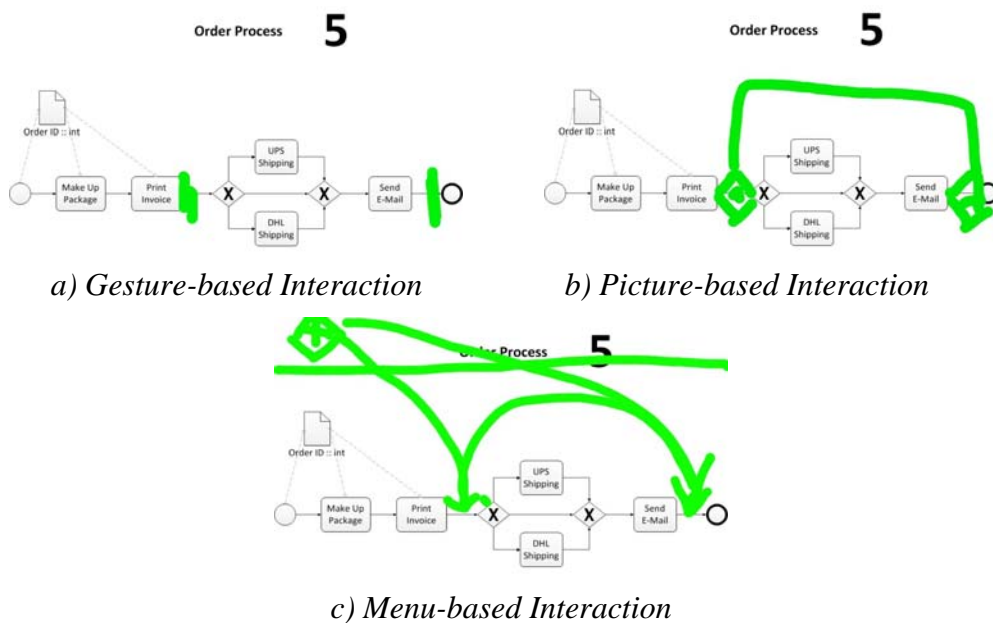 Order Process 5
Order ID :: int
UPS
Shipping
Make Up
Package
Print
Invoice
X
X
Send
E-Mail
DHL
Shipping
a) Gesture-based Interaction
Order Process 5
Order ID :: int
UPS
Shipping
Make Up
Package
Print
Invoice
X
X
Send
E-Mail
DHL
Shipping
b) Picture-based Interaction
Order Process 5
Order ID :: int
UPS
Shipping
Make Up
Package
Print
Invoice
X
X
Send
E-Mail
DHL
Shipping
c) Menu-based Interaction